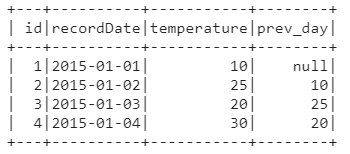 +---+----------+-----------+--------+
| id|recordDate|temperature|prev_day|
+---+----------+-----------+--------+
|  1|2015-01-01|         10|    null|
|  2|2015-01-02|         25|      10|
|  3|2015-01-03|         20|      25|
|  4|2015-01-04|         30|      20|
+---+----------+-----------+--------+